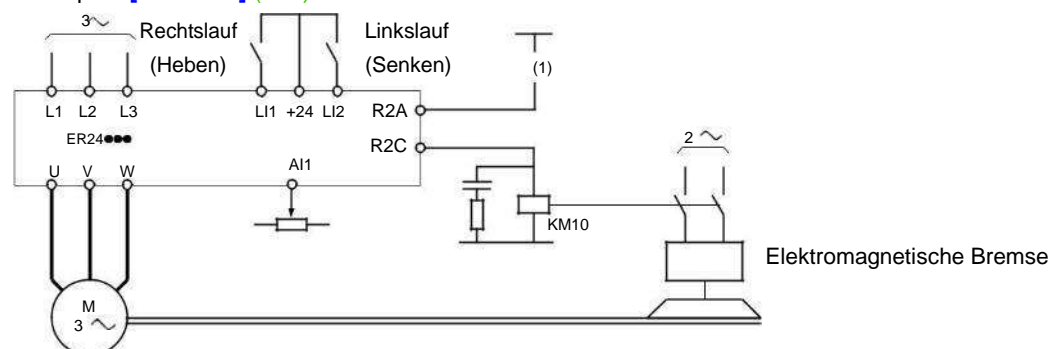 3
Rechtslauf
(Heben)
Linkslauf
(Senken)
(1)
L1 L2 L3
LI1 +24 LI2
R2A
ER24●●●
R2C
2
U V W
AI1
KM10
Elektromagnetische Bremse
M
3